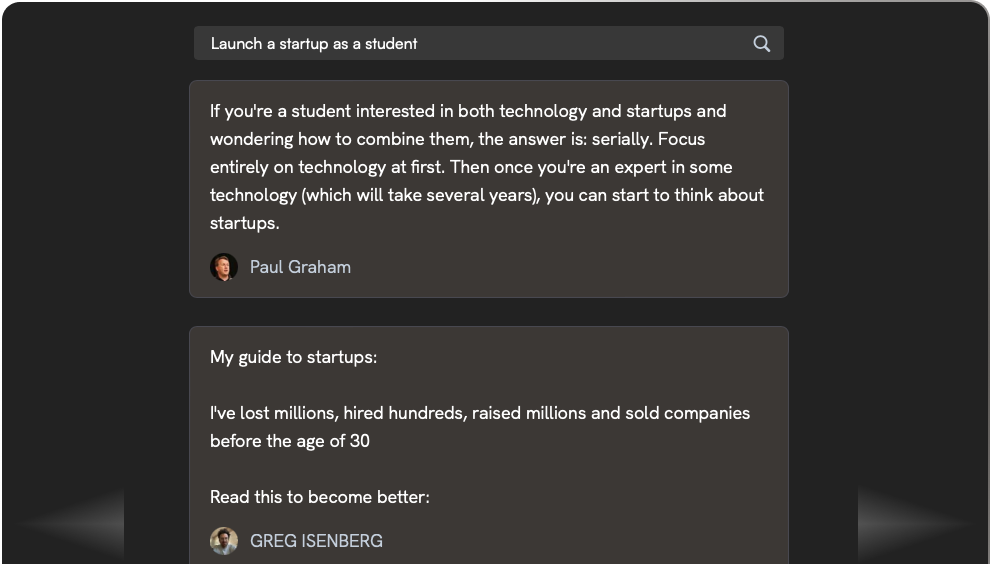 Launch a startup as a student
If you're a student interested in both technology and startups and
wondering how to combine them, the answer is: serially. Focus
entirely on technology at first. Then once you're an expert in some
technology (which will take several years), you can start to think about
startups.
Paul Graham
My guide to startups:
I've lost millions, hired hundreds, raised millions and sold companies
before the age of 30
Read this to become better:
GREG ISENBERG